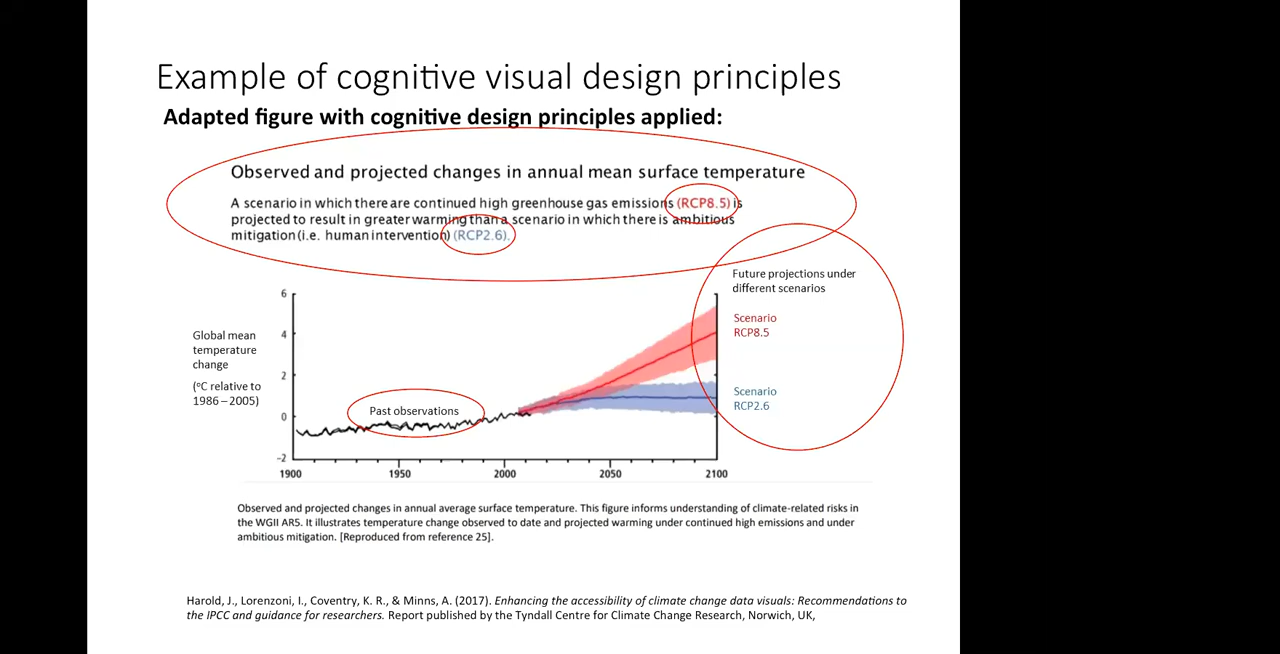 Example of cognitive visual design principles
Adapted figure with cognitive design principles applied:
Observed and projected changes in annual mean surface temperature
A scenario in which there are continued high greenhouse gas emissions (RCP8.5) is
projected to result in greater warming than a scenario in which there is ambitious
mitigation (i.e. human intervention) (RCP2.6).
Future projections under
different scenarios
6
4
2
0
-2
Global mean
temperature
change
(°C relative to
1986 – 2005)
Scenario
RCP8.5
Scenario
RCP2.6
Past observations
1900
1950
2000
2050
2100
Observed and projected changes in annual average surface temperature. This figure informs understanding of climate-related risks in
the WGII AR5. It illustrates temperature change observed to date and projected warming under continued high emissions and under
ambitious mitigation. [Reproduced from reference 25].
Harold, J., Lorenzoni, I., Coventry, K. R., & Minns, A. (2017). Enhancing the accessibility of climate change data visuals: Recommendations to
the IPCC and guidance for researchers. Report published by the Tyndall Centre for Climate Change Research, Norwich, UK,